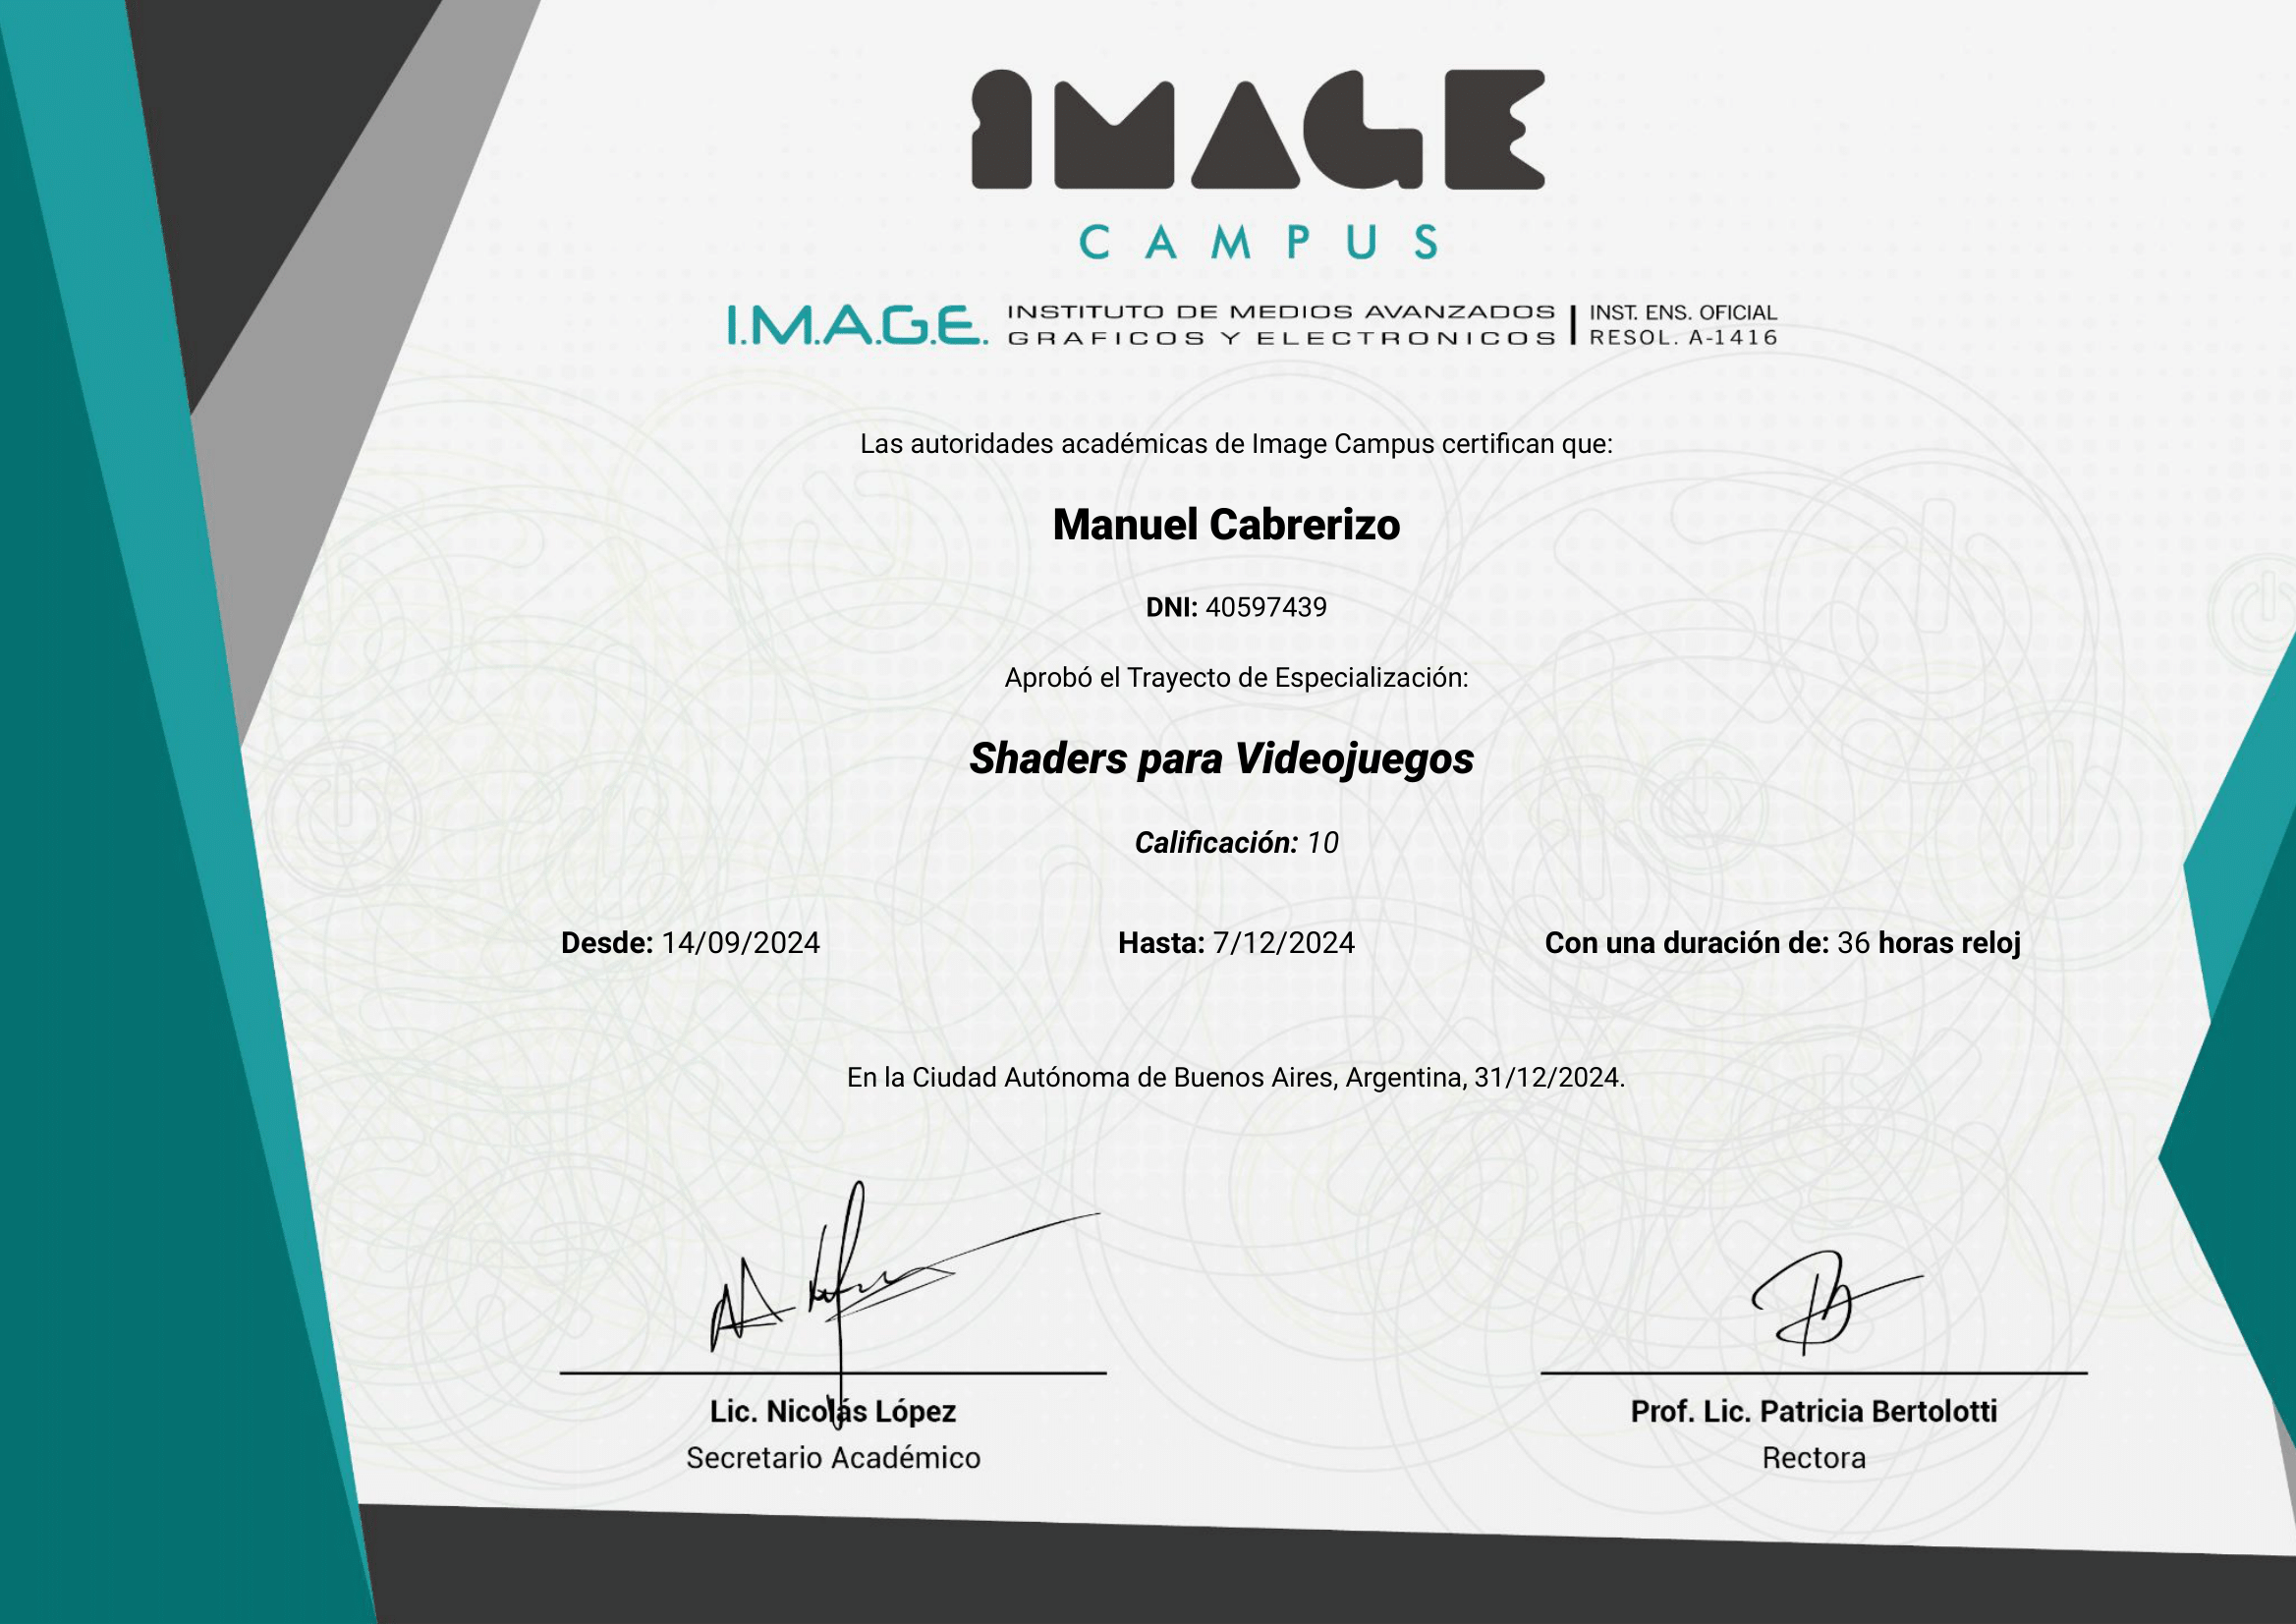 IMAGE
CAMPUS
I.M.A.G.E. INSTITUTO DE MEDIOS AVANZADOS GRAFICOS Y ELECTRONICOS | INST. ENS. OFICIAL RESOL. A-1416
Las autoridades académicas de Image Campus certifican que:
Manuel Cabrerizo
DNI: 40597439
Aprobó el Trayecto de Especialización:
Shaders para Videojuegos
Calificación: 10
Desde: 14/09/2024 Hasta: 7/12/2024 Con una duración de: 36 horas reloj
En la Ciudad Autónoma de Buenos Aires, Argentina, 31/12/2024.
Lic. Nicolás López
Secretario Académico
Prof. Lic. Patricia Bertolotti
Rectora